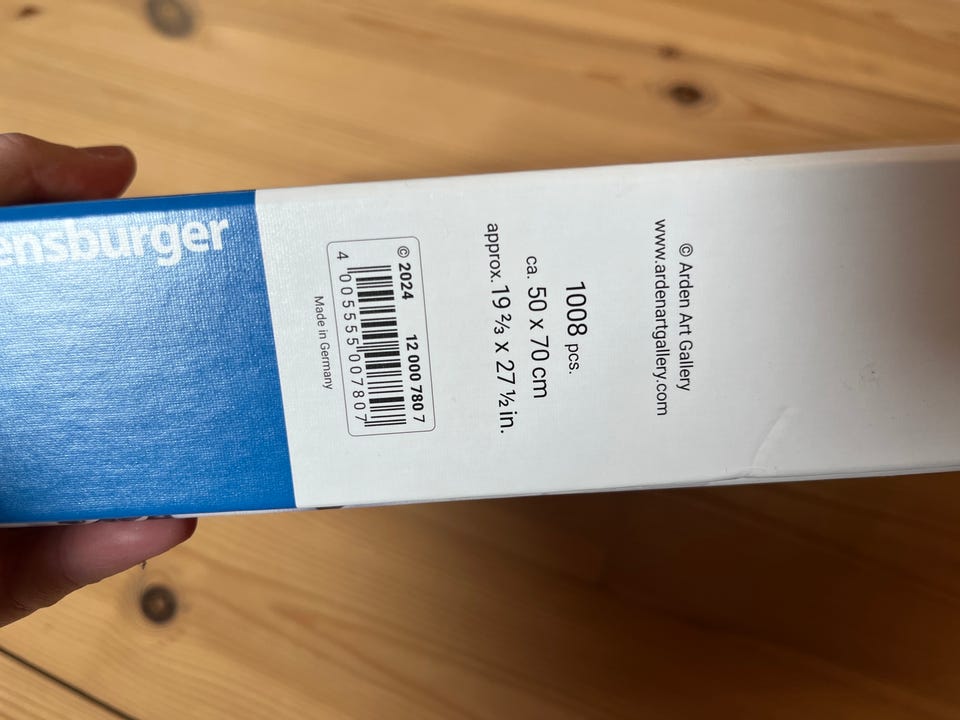 ensburger
© Arden Art Gallery
www.ardenartgallery.com
1008 pcs.
ca. 50 x 70 cm
approx. 19 ⅔ x 27 ½ in.
© 2024 12 000 780 7
4 005555 007807
Made in Germany